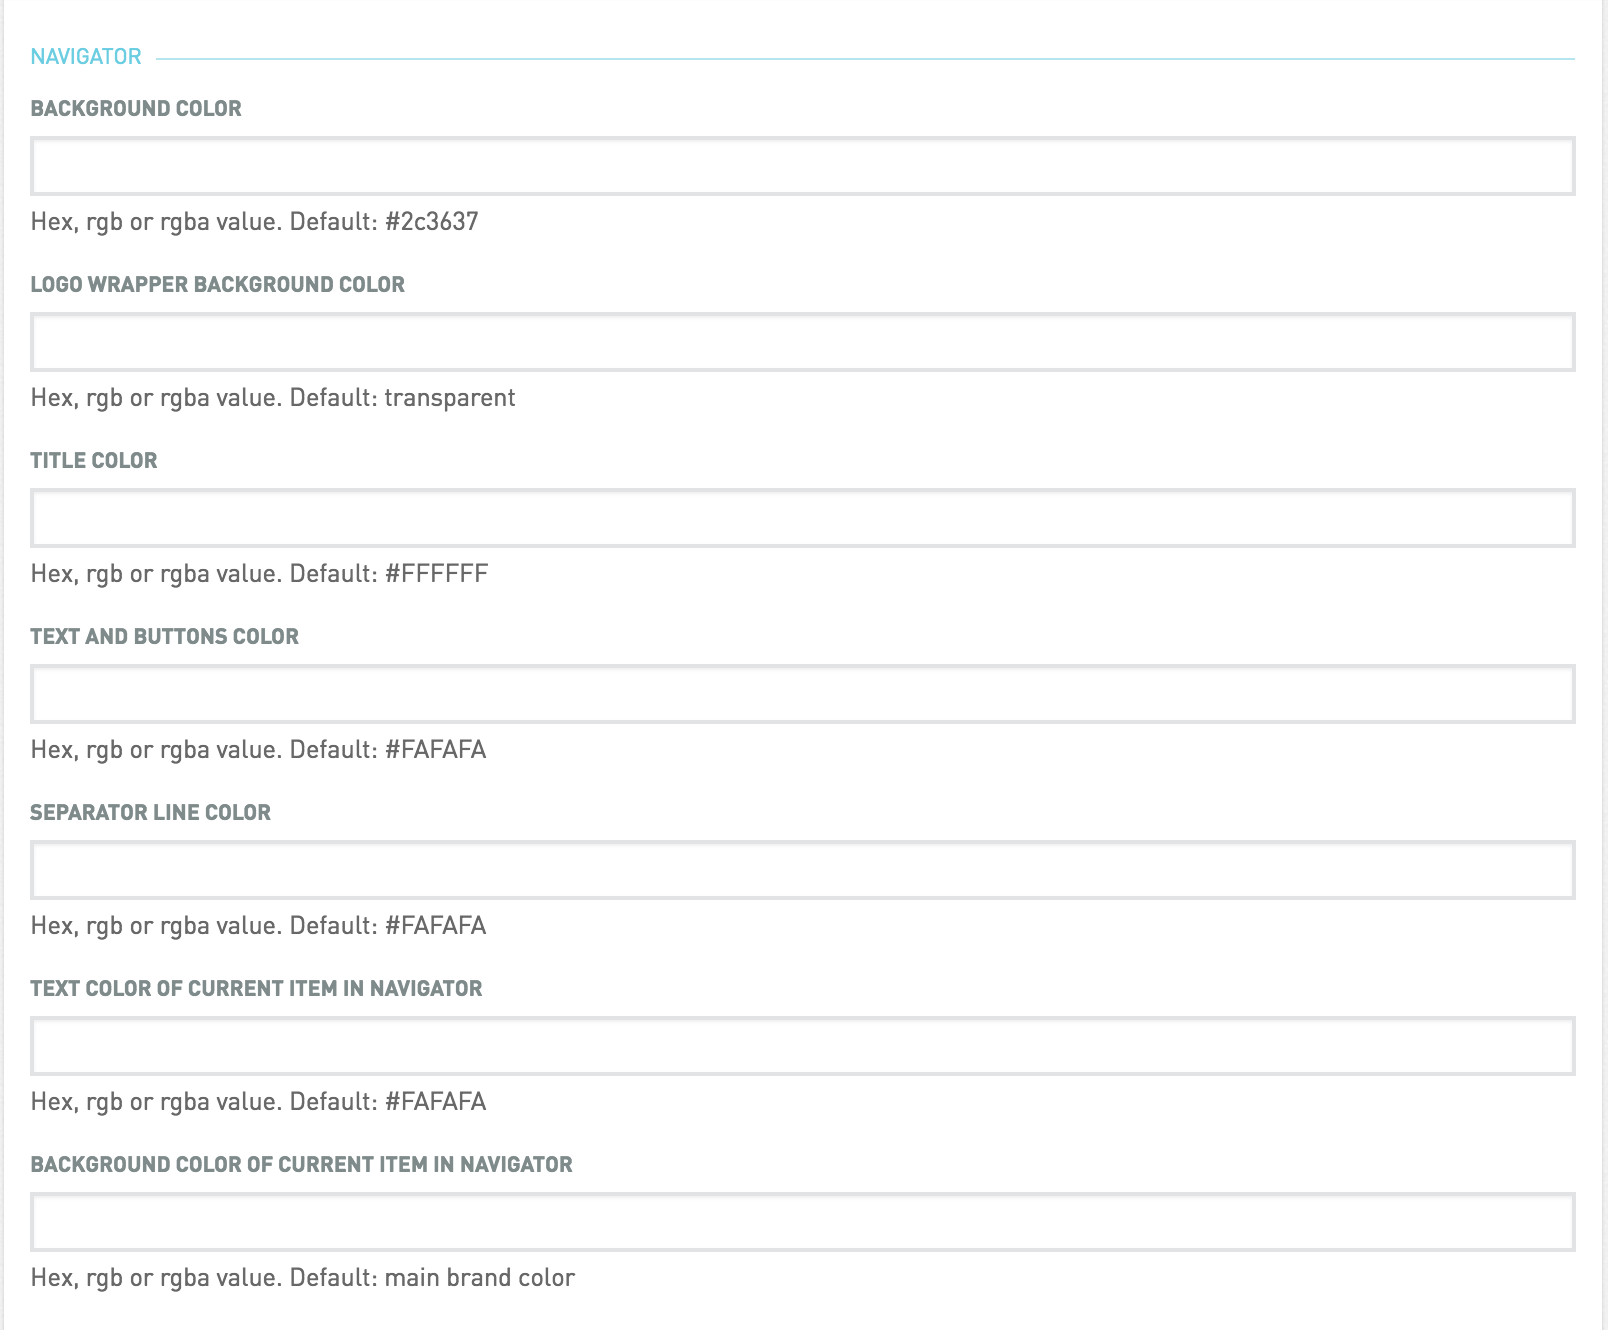 NAVIGATOR
BACKGROUND COLOR
Hex, rgb or rgba value. Default: #2c3637
LOGO WRAPPER BACKGROUND COLOR
Hex, rgb or rgba value. Default: transparent
TITLE COLOR
Hex, rgb or rgba value. Default: #FFFFFF
TEXT AND BUTTONS COLOR
Hex, rgb or rgba value. Default: #FAFAFA
SEPARATOR LINE COLOR
Hex, rgb or rgba value. Default: #FAFAFA
TEXT COLOR OF CURRENT ITEM IN NAVIGATOR
Hex, rgb or rgba value. Default: #FAFAFA
BACKGROUND COLOR OF CURRENT ITEM IN NAVIGATOR
Hex, rgb or rgba value. Default: main brand color